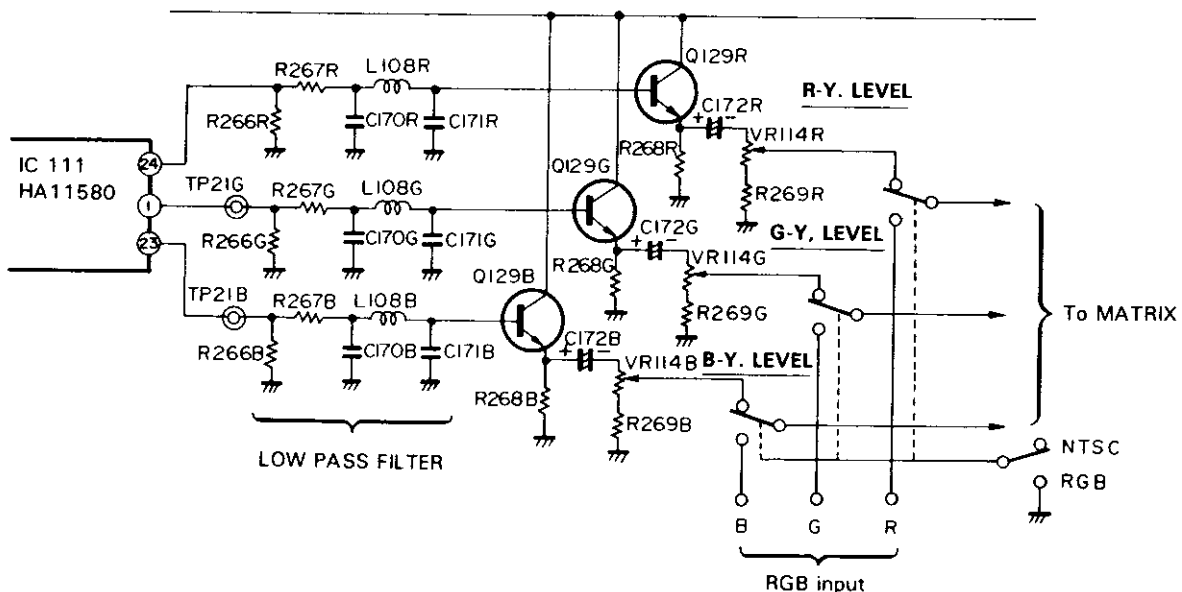 Q129R
L108R
R267R
C172R
R-Y. LEVEL
R266R
C170R
C171R
+ −
VR114R
IC 111
HA11580
24
R268R
Q129G
TP21G
R267G
L108G
R269R
1
C172G
G-Y, LEVEL
23
R266G
C170G
C171G
+ −
VR114G
R268G
Q129B
TP21B
R267B
L108B
R269G
To MATRIX
C172B
B-Y. LEVEL
R266B
C170B
C171B
+ −
VR114B
R268B
R269B
NTSC
LOW PASS FILTER
RGB
B G R
RGB input